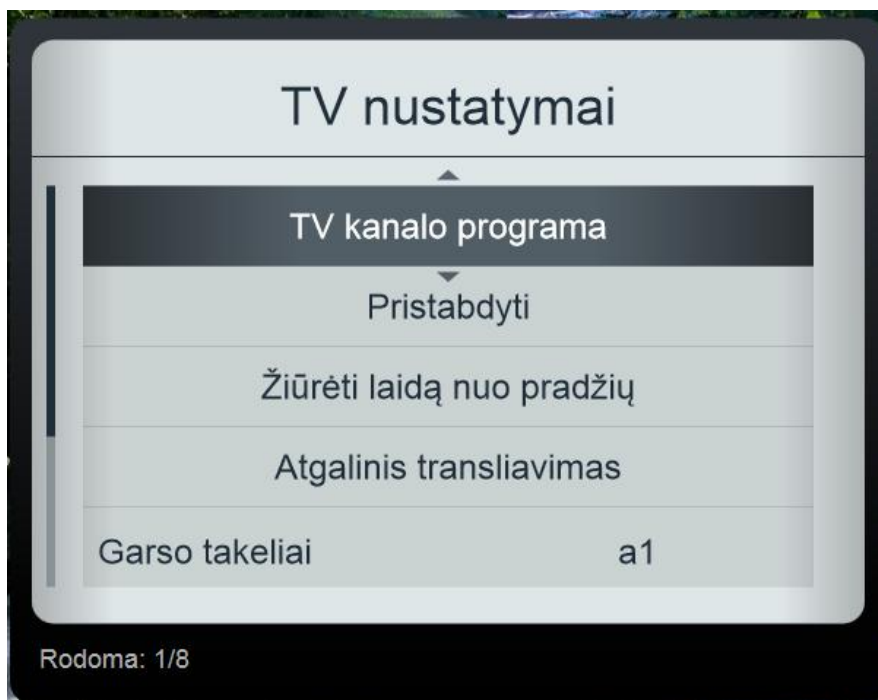 TV nustatymai
TV kanalo programa
Pristabdyti
Žiūrėti laidą nuo pradžių
Atgalinis transliavimas
Garso takeliai a1
Rodoma: 1/8